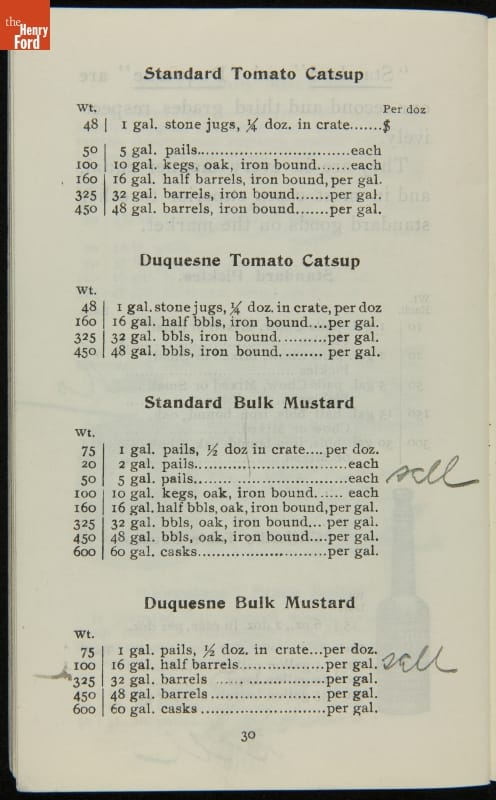 the
Henry
Ford
Standard Tomato Catsup
Wt. Per doz
48 1 gal. stone jugs, ¼ doz. in crate.......$
50 5 gal. pails..............................each
100 10 gal. kegs, oak, iron bound......each
160 16 gal. half barrels, iron bound, per gal.
325 32 gal. barrels, iron bound.......per gal.
450 48 gal. barrels, iron bound.......per gal.
Duquesne Tomato Catsup
Wt.
48 1 gal. stone jugs, ¼ doz. in crate, per doz
160 16 gal. half bbls, iron bound....per gal.
325 32 gal. bbls, iron bound..........per gal.
450 48 gal. bbls, iron bound......... per gal.
Standard Bulk Mustard
Wt.
75 1 gal. pails, ½ doz in crate.... per doz.
20 2 gal. pails..............................each
50 5 gal. pails..............................each sell
100 10 gal. kegs, oak, iron bound...... each
160 16 gal. half bbls, oak, iron bound, per gal.
325 32 gal. bbls, oak, iron bound... per gal.
450 48 gal. bbls, oak, iron bound....per gal.
600 60 gal. casks..........................per gal.
Duquesne Bulk Mustard
Wt.
75 1 gal. pails, ½ doz. in crate...per doz.
100 16 gal. half barrels.................per gal. sell
325 32 gal. barrels ......................per gal.
450 48 gal. barrels ...................... per gal.
600 60 gal. casks .........................per gal.
30